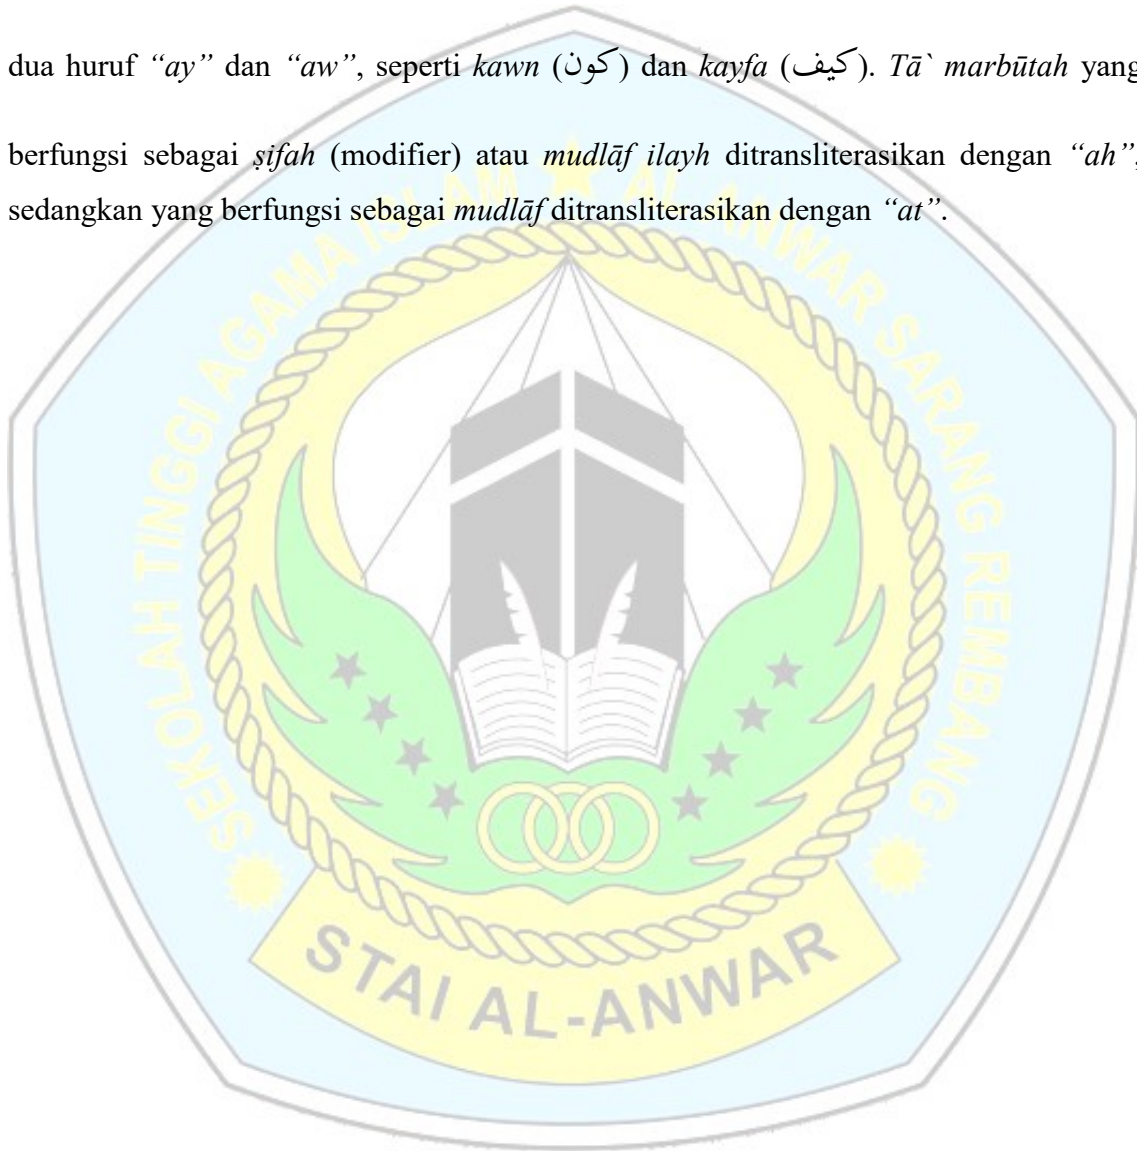 dua huruf “ay” dan “aw”, seperti kawn (كون) dan kayfa (كيف). Tā` marbūtah yang
berfungsi sebagai ṣifah (modifier) atau mudlāf ilayh ditransliterasikan dengan “ah”,
sedangkan yang berfungsi sebagai mudlāf ditransliterasikan dengan “at”.
SEKOLAH TINGGI AGAMA ISLAM AL-ANWAR SARANG REMBANG
STAI AL-ANWAR